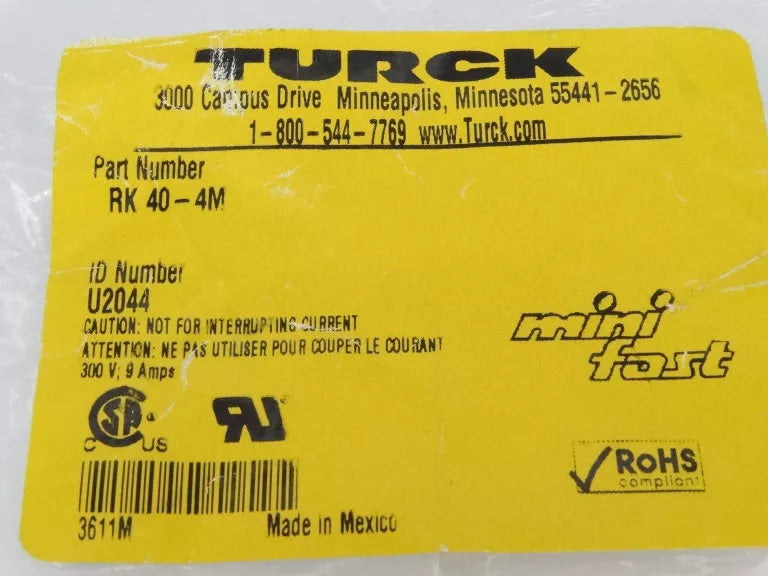 TURCK
3000 Campus Drive Minneapolis, Minnesota 55441-2656
1-800-544-7769 www.Turck.com
Part Number
RK 40-4M
ID Number
U2044
CAUTION: NOT FOR INTERRUPTING CURRENT
ATTENTION: NE PAS UTILISER POUR COUPER LE COURANT
300 V; 9 Amps
mini
fast
C SP US
RU
RoHS
compliant
3611M Made in Mexico